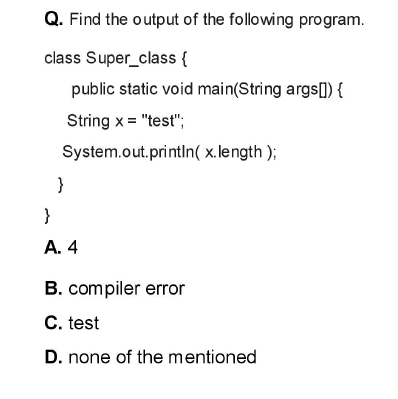 Q. Find the output of the following program.
class Super_class {
public static void main(String args[]) {
String x = "test";
System.out.println( x.length );
}
}
A. 4
B. compiler error
C. test
D. none of the mentioned